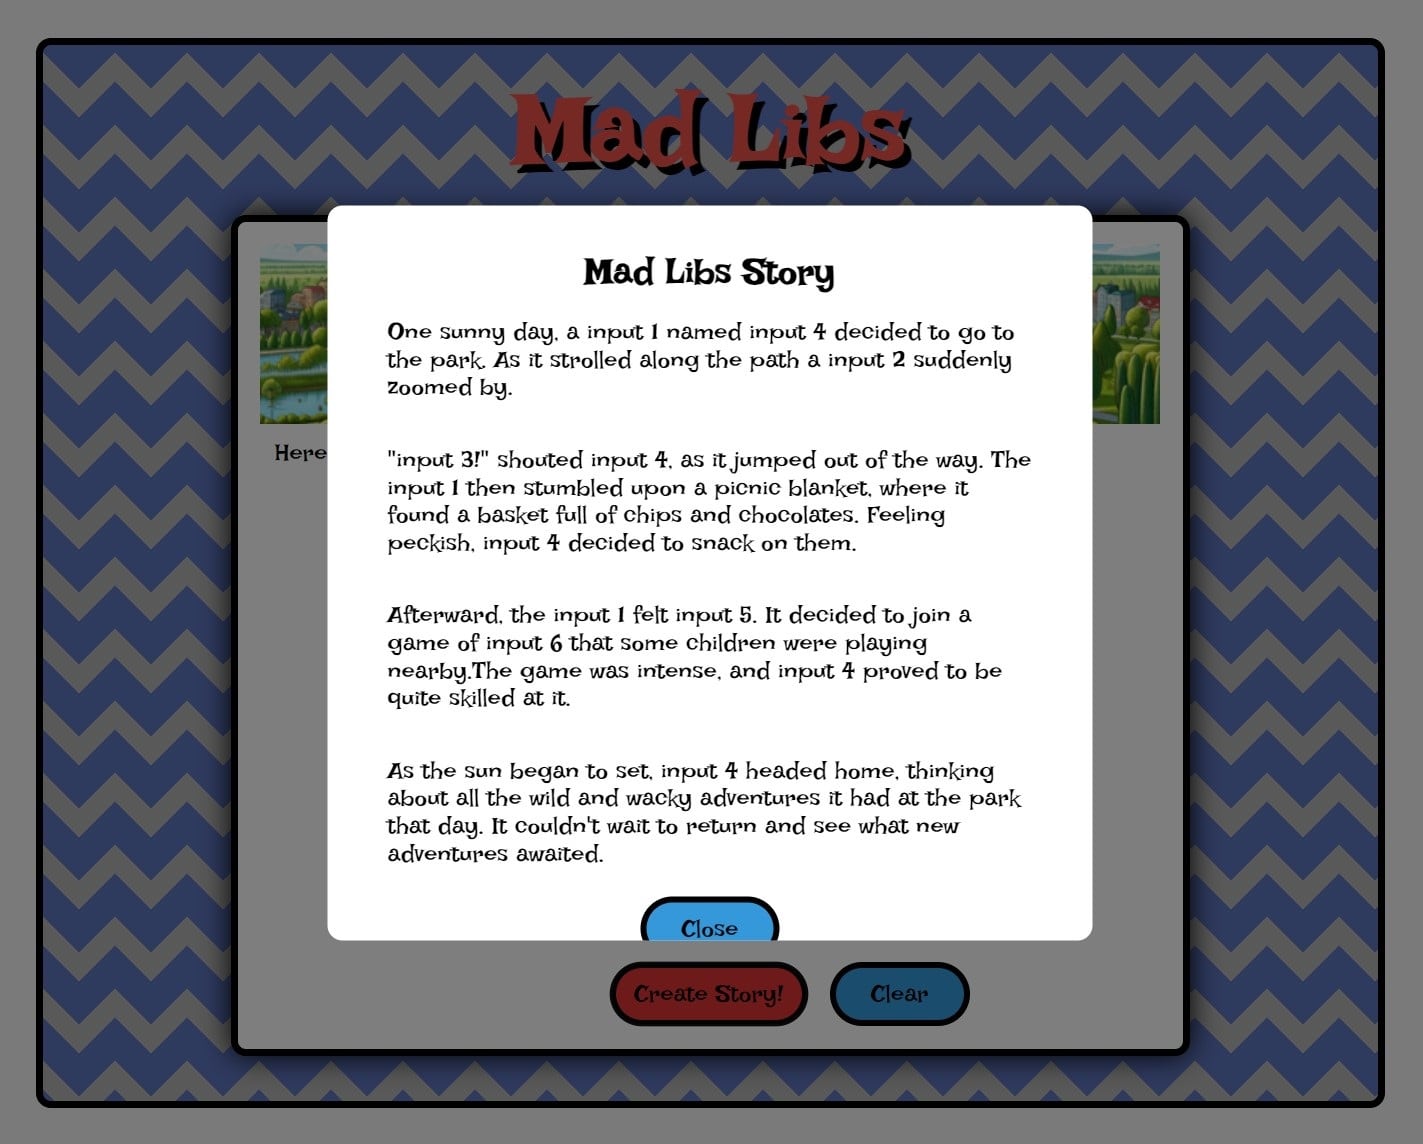 Mad Libs
Mad Libs Story
One sunny day, a input 1 named input 4 decided to go to
the park. As it strolled along the path a input 2 suddenly
zoomed by.
"input 3!" shouted input 4, as it jumped out of the way. The
input 1 then stumbled upon a picnic blanket, where it
found a basket full of chips and chocolates. Feeling
peckish, input 4 decided to snack on them.
Afterward, the input 1 felt input 5. It decided to join a
game of input 6 that some children were playing
nearby.The game was intense, and input 4 proved to be
quite skilled at it.
As the sun began to set, input 4 headed home, thinking
about all the wild and wacky adventures it had at the park
that day. It couldn't wait to return and see what new
adventures awaited.
Close
Here
Create Story!
Clear